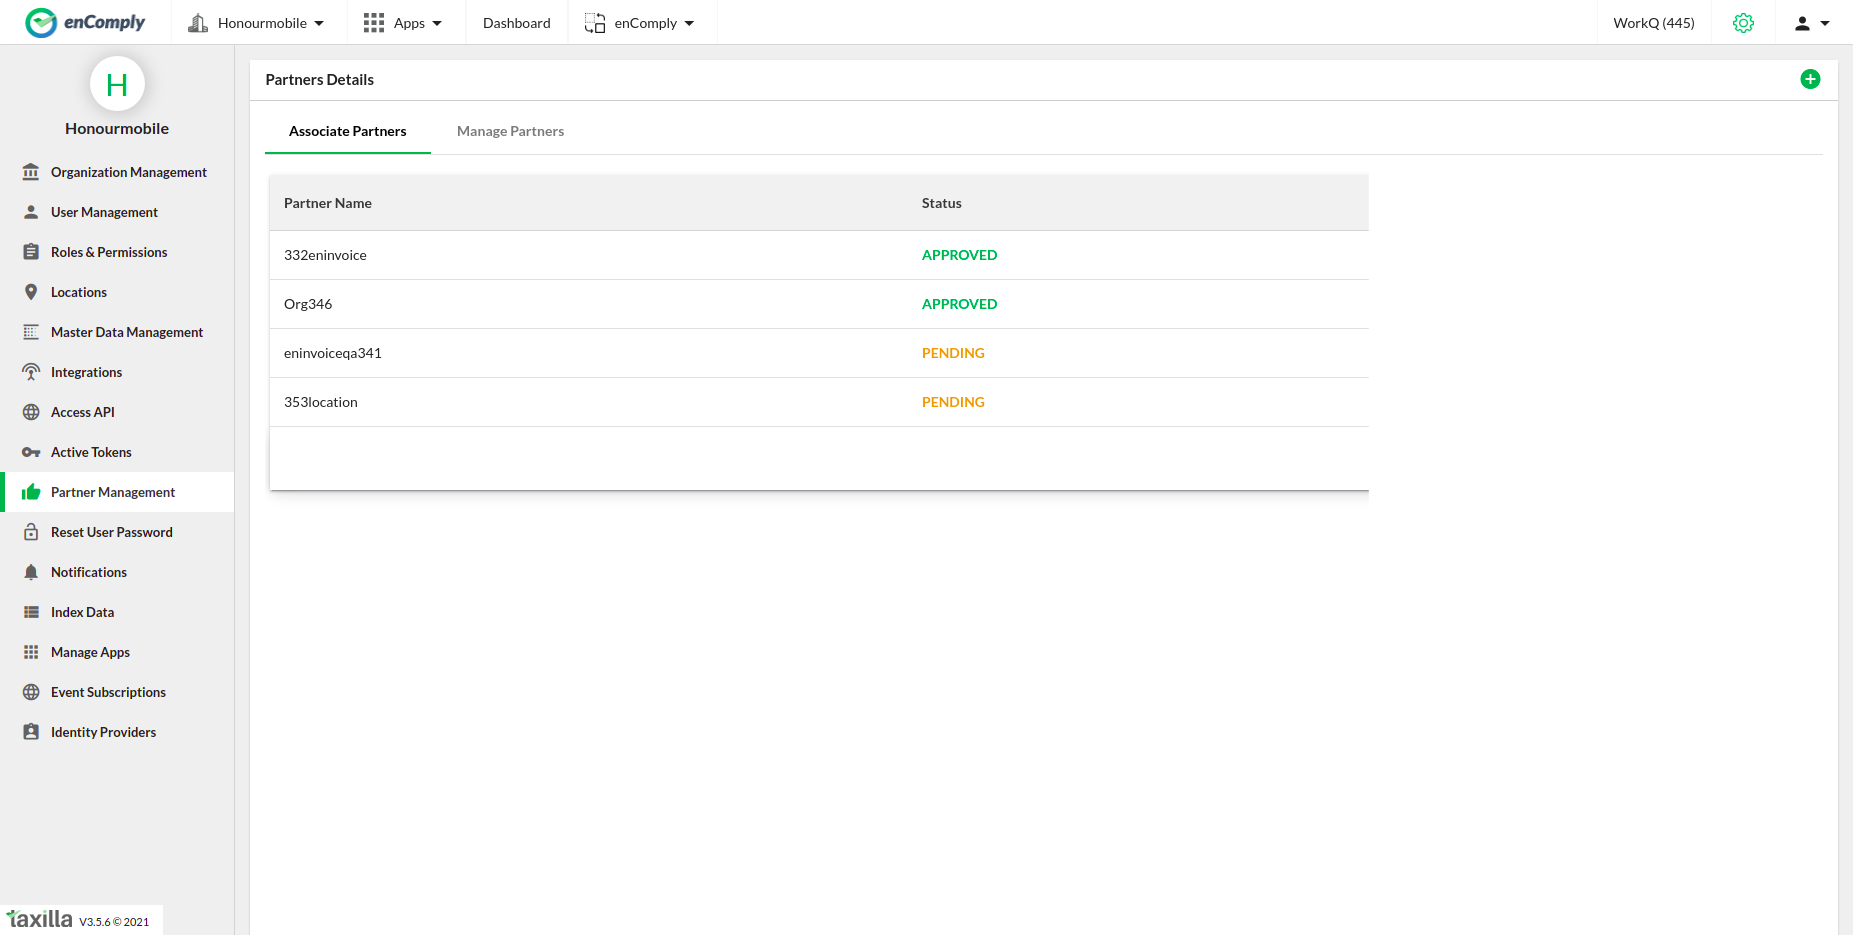 enComply
Honourmobile
Apps
Dashboard
enComply
WorkQ (445)
H
Honourmobile
Organization Management
User Management
Roles & Permissions
Locations
Master Data Management
Integrations
Access API
Active Tokens
Partner Management
Reset User Password
Notifications
Index Data
Manage Apps
Event Subscriptions
Identity Providers
taxilla V3.5.6 © 2021
Partners Details
Associate Partners Manage Partners
Partner Name Status
332eninvoice APPROVED
Org346 APPROVED
eninvoiceqa341 PENDING
353location PENDING